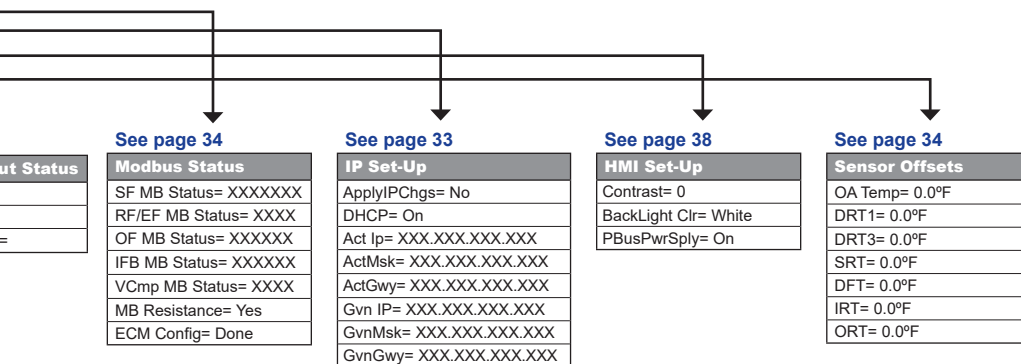 ut Status
=
See page 34
Modbus Status
SF MB Status= XXXXXXX
RF/EF MB Status= XXXX
OF MB Status= XXXXXX
IFB MB Status= XXXXXX
VCmp MB Status= XXXX
MB Resistance= Yes
ECM Config= Done
See page 33
IP Set-Up
ApplyIPChgs= No
DHCP= On
Act Ip= XXX.XXX.XXX.XXX
ActMsk= XXX.XXX.XXX.XXX
ActGwy= XXX.XXX.XXX.XXX
Gvn IP= XXX.XXX.XXX.XXX
GvnMsk= XXX.XXX.XXX.XXX
GvnGwy= XXX.XXX.XXX.XXX
See page 38
HMI Set-Up
Contrast= 0
BackLight Clr= White
PBusPwrSply= On
See page 34
Sensor Offsets
OA Temp= 0.0ºF
DRT1= 0.0ºF
DRT3= 0.0ºF
SRT= 0.0ºF
DFT= 0.0ºF
IRT= 0.0ºF
ORT= 0.0ºF